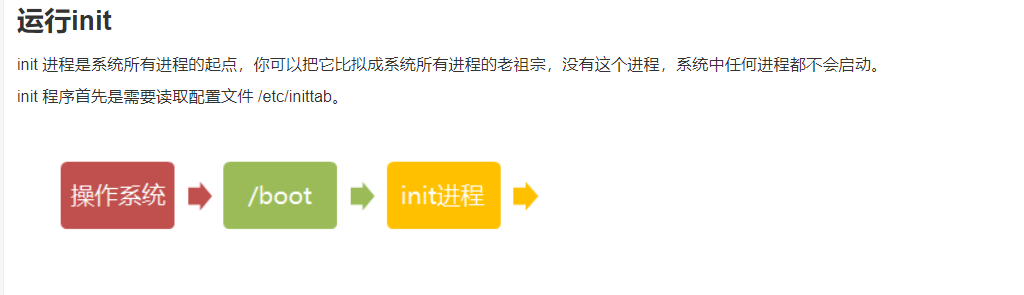 运行init
init 进程是系统所有进程的起点，你可以把它比拟成系统所有进程的老祖宗，没有这个进程，系统中任何进程都不会启动。
init 程序首先是需要读取配置文件 /etc/inittab。
操作系统
/boot
init进程